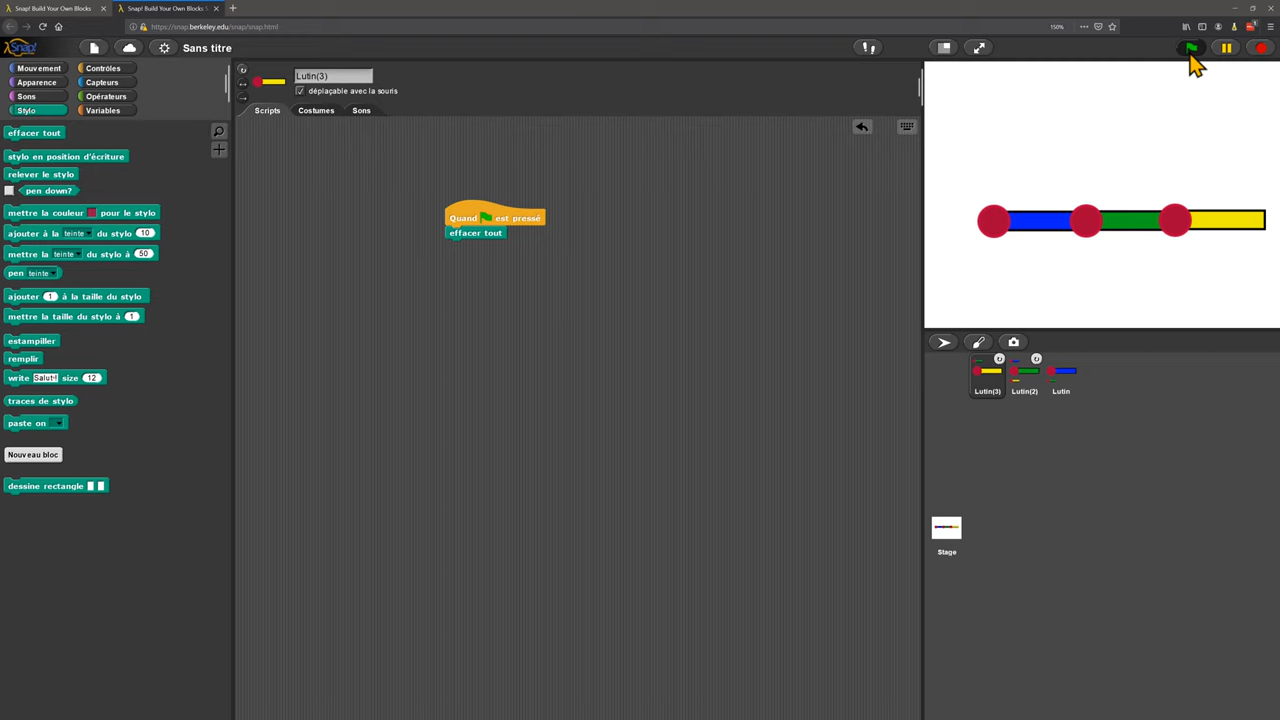 Snap! Build Your Own Blocks
Snap! Build Your Own Blocks
https://snap.berkeley.edu/snap/snap.html
150%
Snap!
Sans titre
Mouvement
Contrôles
Apparence
Capteurs
Sons
Opérateurs
Stylo
Variables
Lutin(3)
déplaçable avec la souris
Scripts
Costumes
Sons
effacer tout
stylo en position d'écriture
relever le stylo
pen down?
mettre la couleur pour le stylo
ajouter à la teinte du stylo 10
mettre la teinte du stylo à 50
pen teinte
ajouter 1 à la taille du stylo
mettre la taille du stylo à 1
estampiller
remplir
write Salut! size 12
traces de stylo
paste on
Nouveau bloc
dessine rectangle
Quand est pressé
effacer tout
Lutin(3)
Lutin(2)
Lutin
Stage